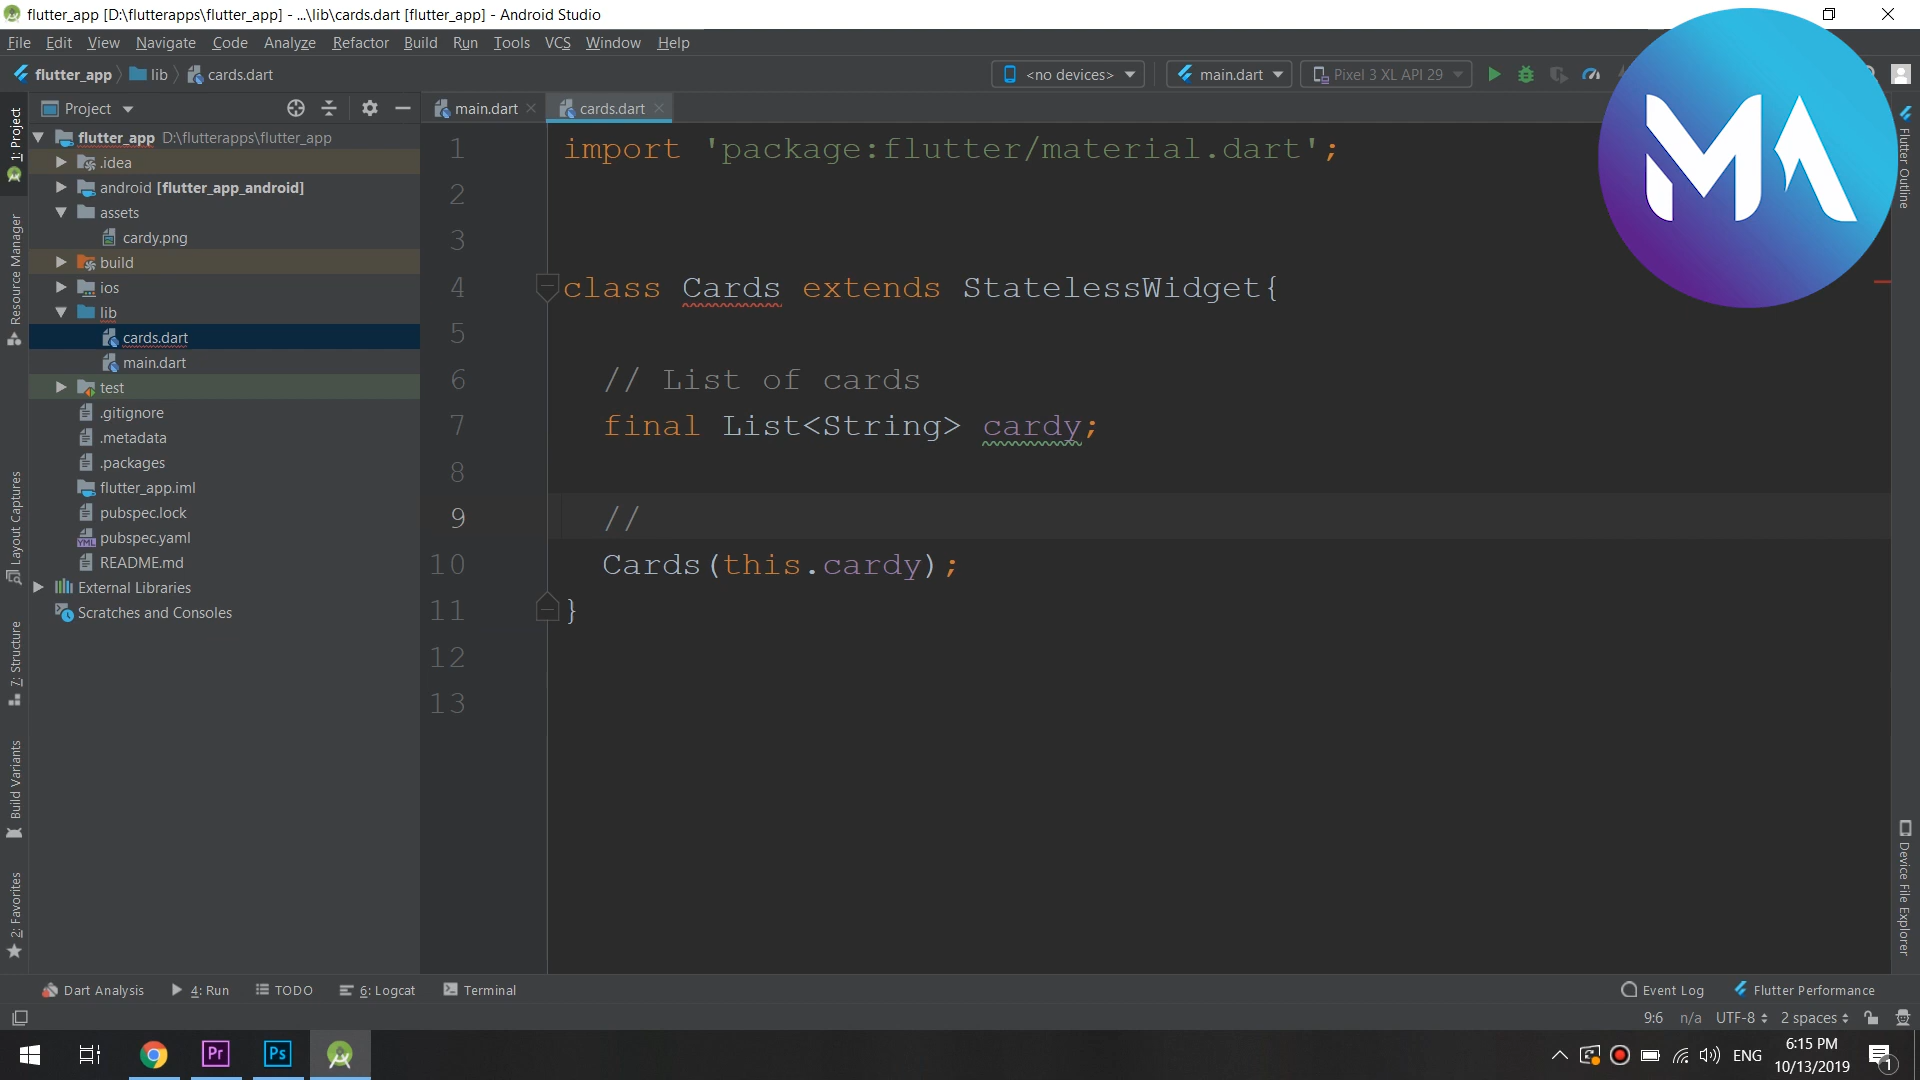 flutter_app [D:\flutterapps\flutter_app] - ...\lib\cards.dart [flutter_app] - Android Studio
File Edit View Navigate Code Analyze Refactor Build Run Tools VCS Window Help
flutter_app lib cards.dart <no devices> main.dart Pixel 3 XL API 29
Project main.dart cards.dart
flutter_app D:\flutterapps\flutter_app
.idea
android [flutter_app_android]
assets
cardy.png
build
ios
lib
cards.dart
main.dart
test
.gitignore
.metadata
.packages
flutter_app.iml
pubspec.lock
pubspec.yaml
README.md
External Libraries
Scratches and Consoles
1: Project
Resource Manager
Layout Captures
7: Structure
Build Variants
2: Favorites
1 import 'package:flutter/material.dart';
2
3
4 class Cards extends StatelessWidget{
5
6 // List of cards
7 final List<String> cardy;
8
9 //
10 Cards(this.cardy);
11 }
12
13
MA
Flutter Outline
Device File Explorer
Dart Analysis 4: Run TODO 6: Logcat Terminal Event Log Flutter Performance
9:6 n/a UTF-8 2 spaces
Pr Ps ENG 6:15 PM
10/13/2019 1